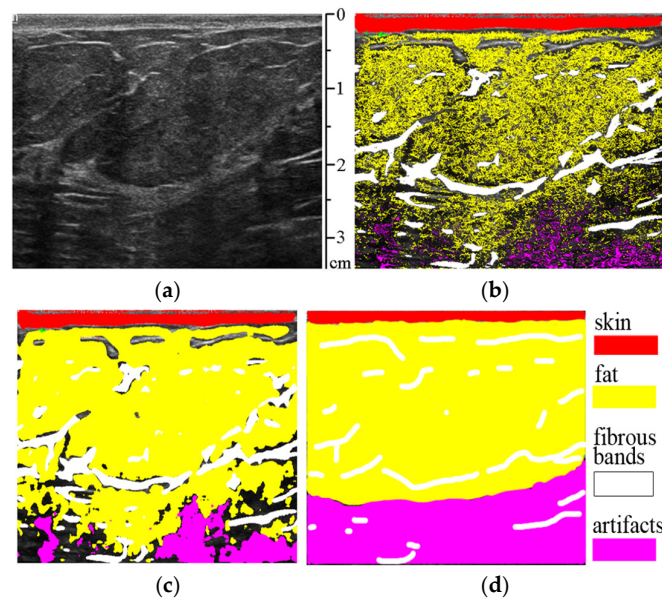 0
1
2
3
cm
(a)
(b)
(c)
(d)
skin
fat
fibrous
bands
artifacts